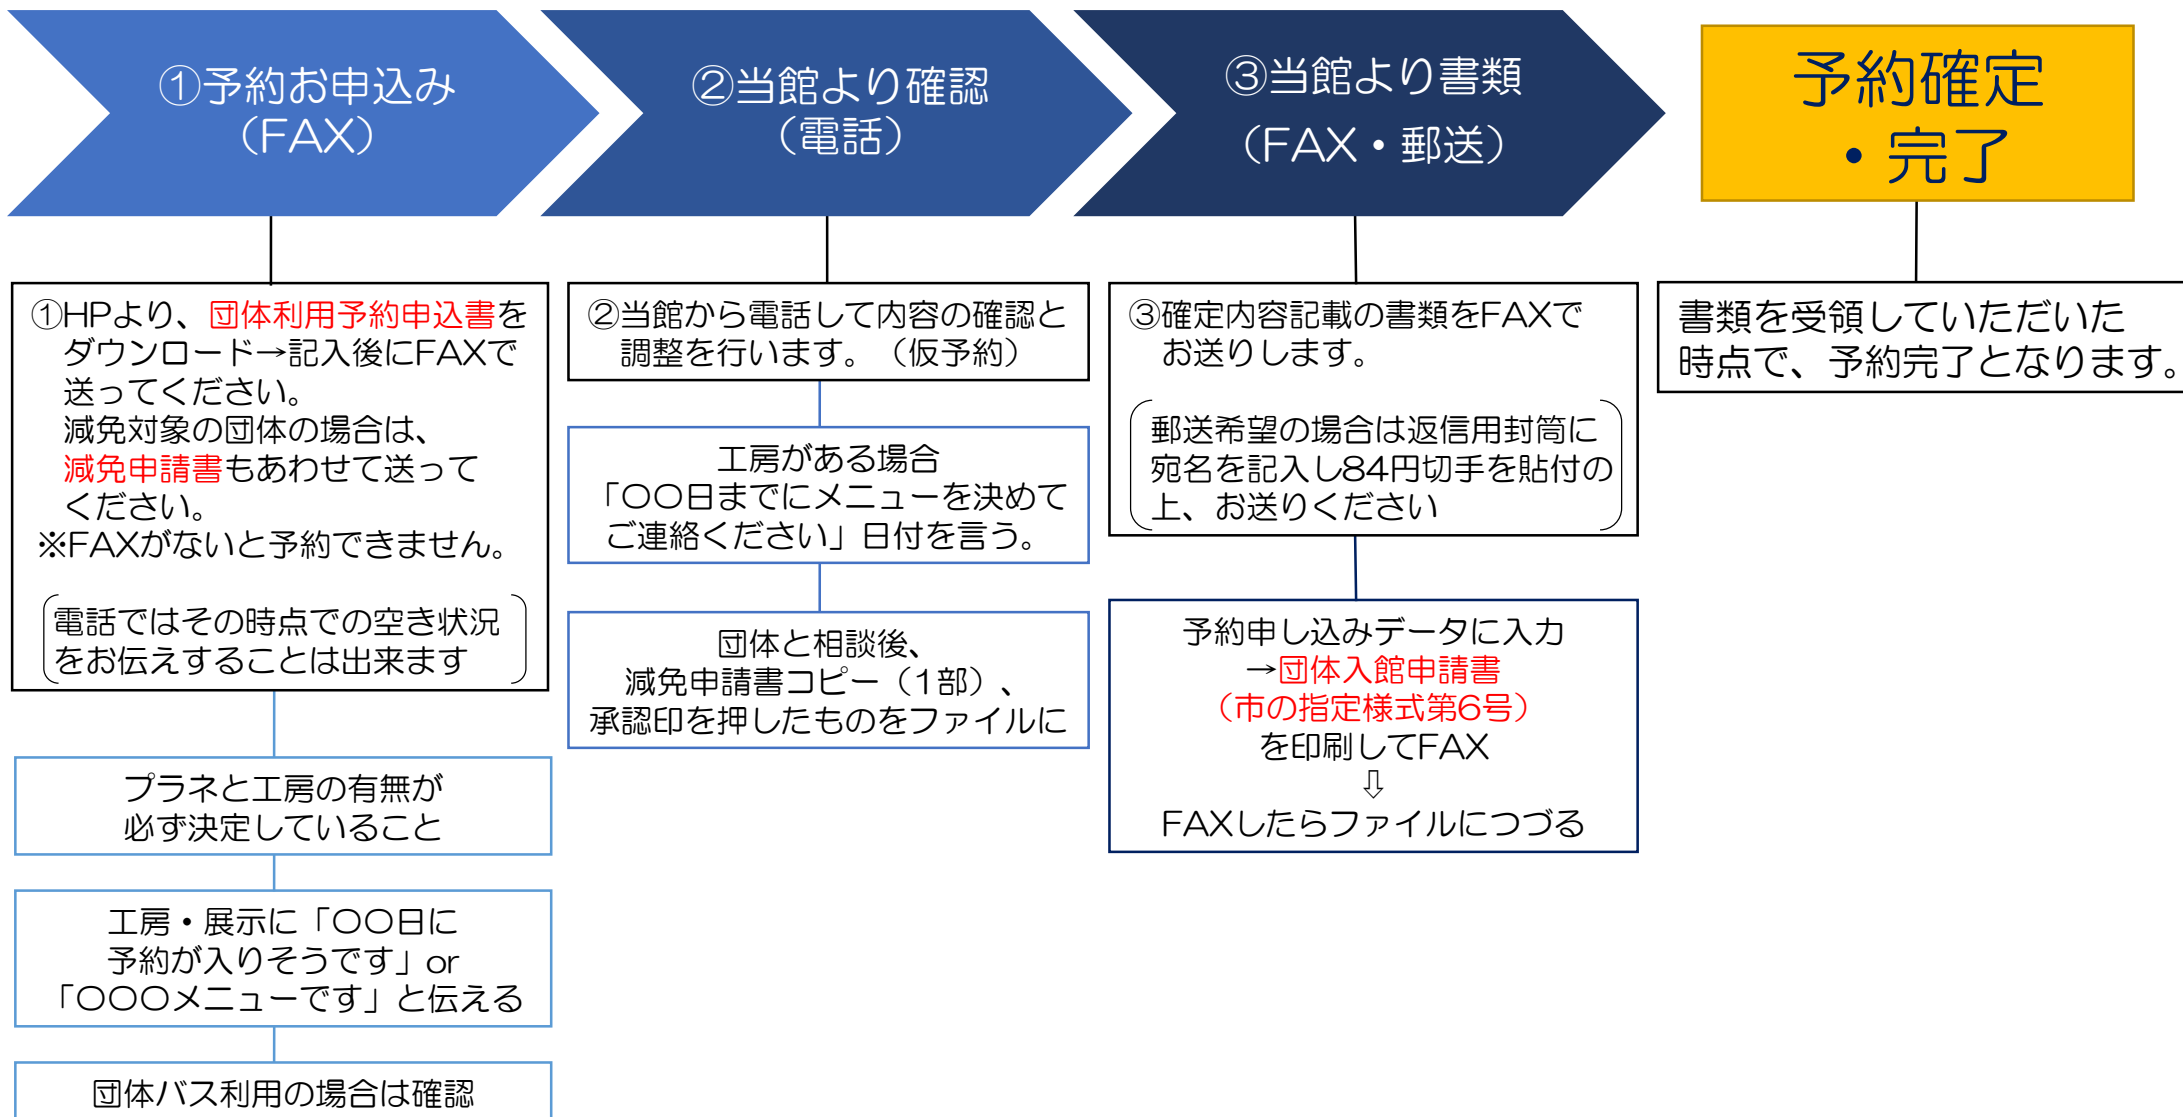 ①予約お申込み
（FAX）
②当館より確認
（電話）
③当館より書類
（FAX・郵送）
予約確定
・完了
①HPより、団体利用予約申込書を
ダウンロード→記入後にFAXで
送ってください。
減免対象の団体の場合は、
減免申請書もあわせて送って
ください。
※FAXがないと予約できません。
電話ではその時点での空き状況
をお伝えすることは出来ます
プラネと工房の有無が
必ず決定していること
工房・展示に「〇〇日に
予約が入りそうです」or
「〇〇〇メニューです」と伝える
団体バス利用の場合は確認
②当館から電話して内容の確認と
調整を行います。（仮予約）
工房がある場合
「〇〇日までにメニューを決めて
ご連絡ください」日付を言う。
団体と相談後、
減免申請書コピー（1部）、
承認印を押したものをファイルに
③確定内容記載の書類をFAXで
お送りします。
郵送希望の場合は返信用封筒に
宛名を記入し84円切手を貼付の
上、お送りください
予約申し込みデータに入力
→団体入館申請書
（市の指定様式第6号）
を印刷してFAX
⇩
FAXしたらファイルにつづる
書類を受領していただいた
時点で、予約完了となります。